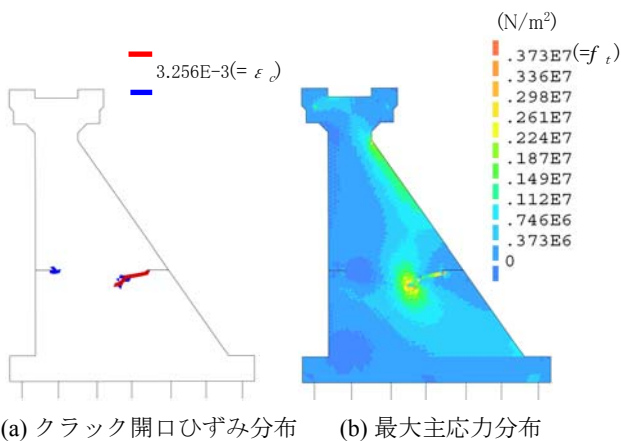 (N/m²)
3.256E-3(= ε c)
.373E7(=f t)
.336E7
.298E7
.261E7
.224E7
.187E7
.149E7
.112E7
.746E6
.373E6
0
(a) クラック開口ひずみ分布
(b) 最大主応力分布